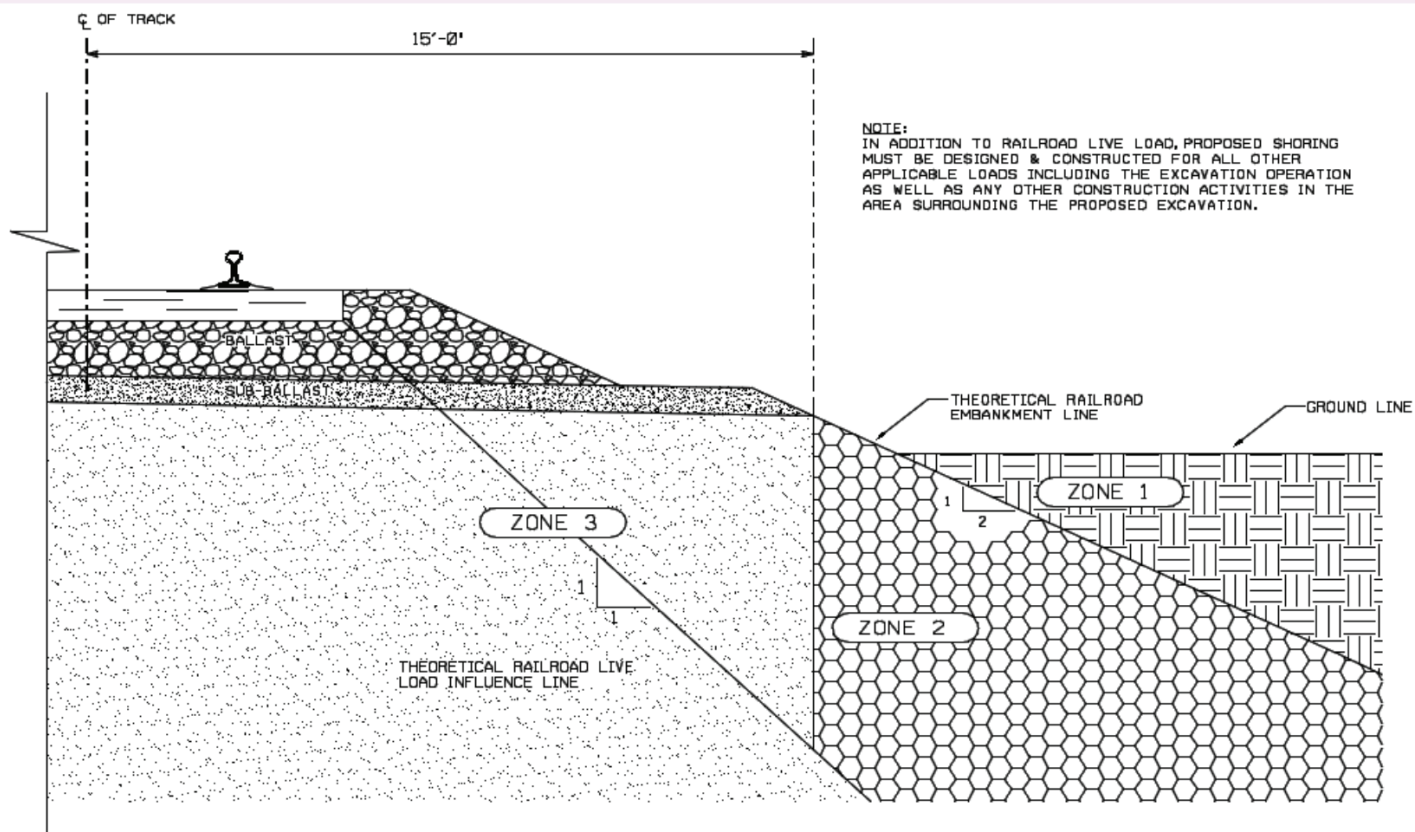 ℄ OF TRACK
15'-0"
NOTE:
IN ADDITION TO RAILROAD LIVE LOAD, PROPOSED SHORING
MUST BE DESIGNED & CONSTRUCTED FOR ALL OTHER
APPLICABLE LOADS INCLUDING THE EXCAVATION OPERATION
AS WELL AS ANY OTHER CONSTRUCTION ACTIVITIES IN THE
AREA SURROUNDING THE PROPOSED EXCAVATION.
BALLAST
SUB-BALLAST
THEORETICAL RAILROAD
EMBANKMENT LINE
GROUND LINE
ZONE 1
1
2
ZONE 3
1
1
ZONE 2
THEORETICAL RAILROAD LIVE
LOAD INFLUENCE LINE